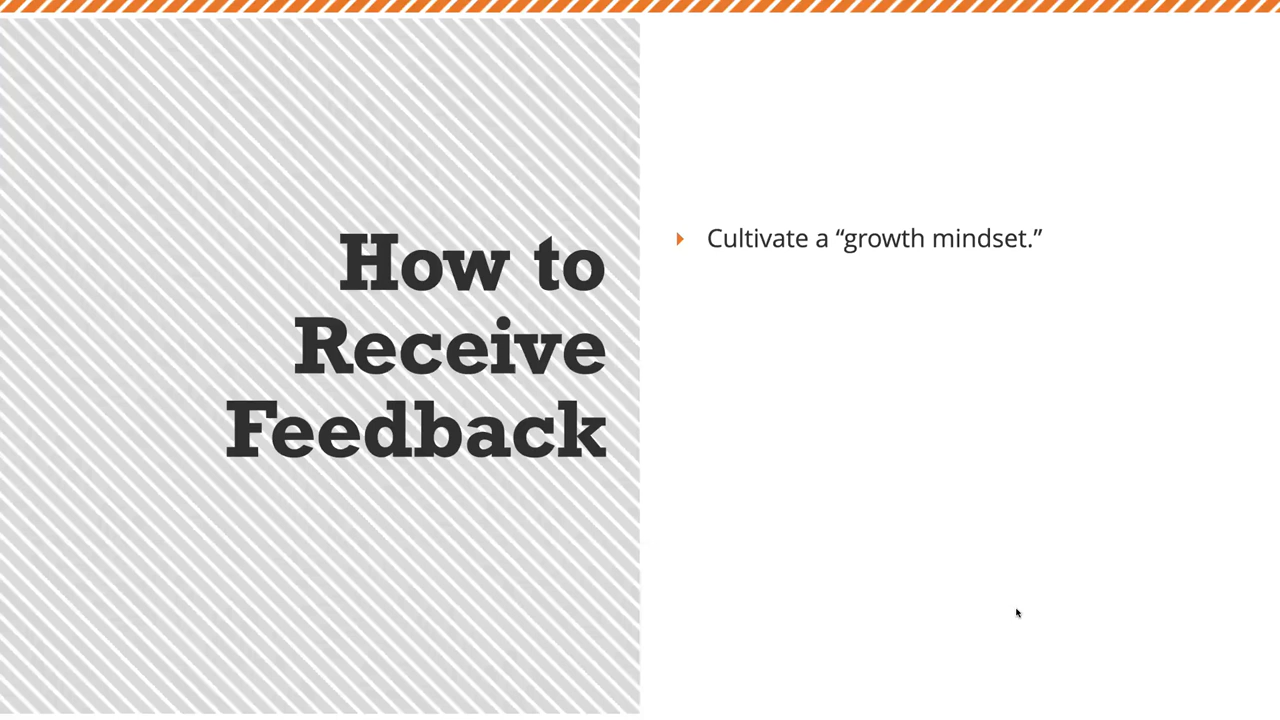 How to
Receive
Feedback
Cultivate a “growth mindset.”